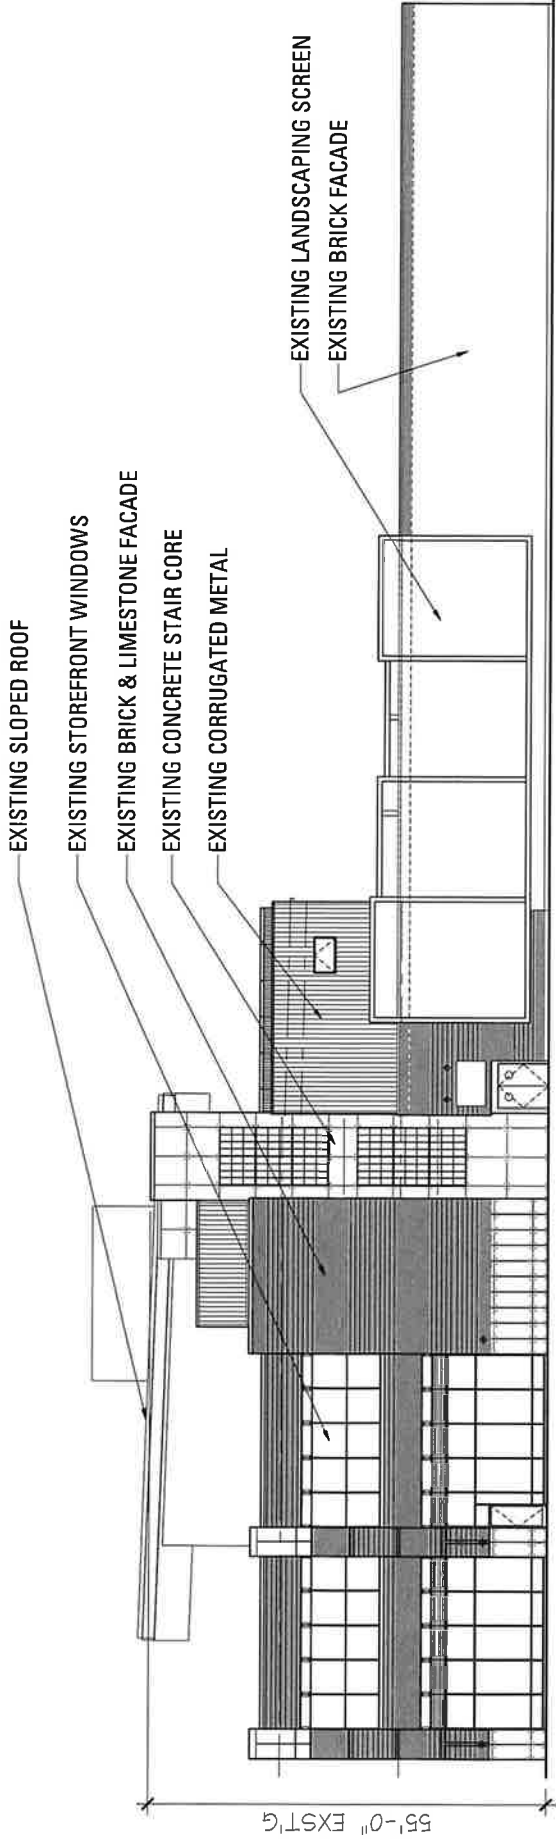 EXISTING SLOPED ROOF
EXISTING STOREFRONT WINDOWS
EXISTING BRICK & LIMESTONE FACADE
EXISTING CONCRETE STAIR CORE
EXISTING CORRUGATED METAL
EXISTING LANDSCAPING SCREEN
EXISTING BRICK FACADE
55'-0" EXST'G